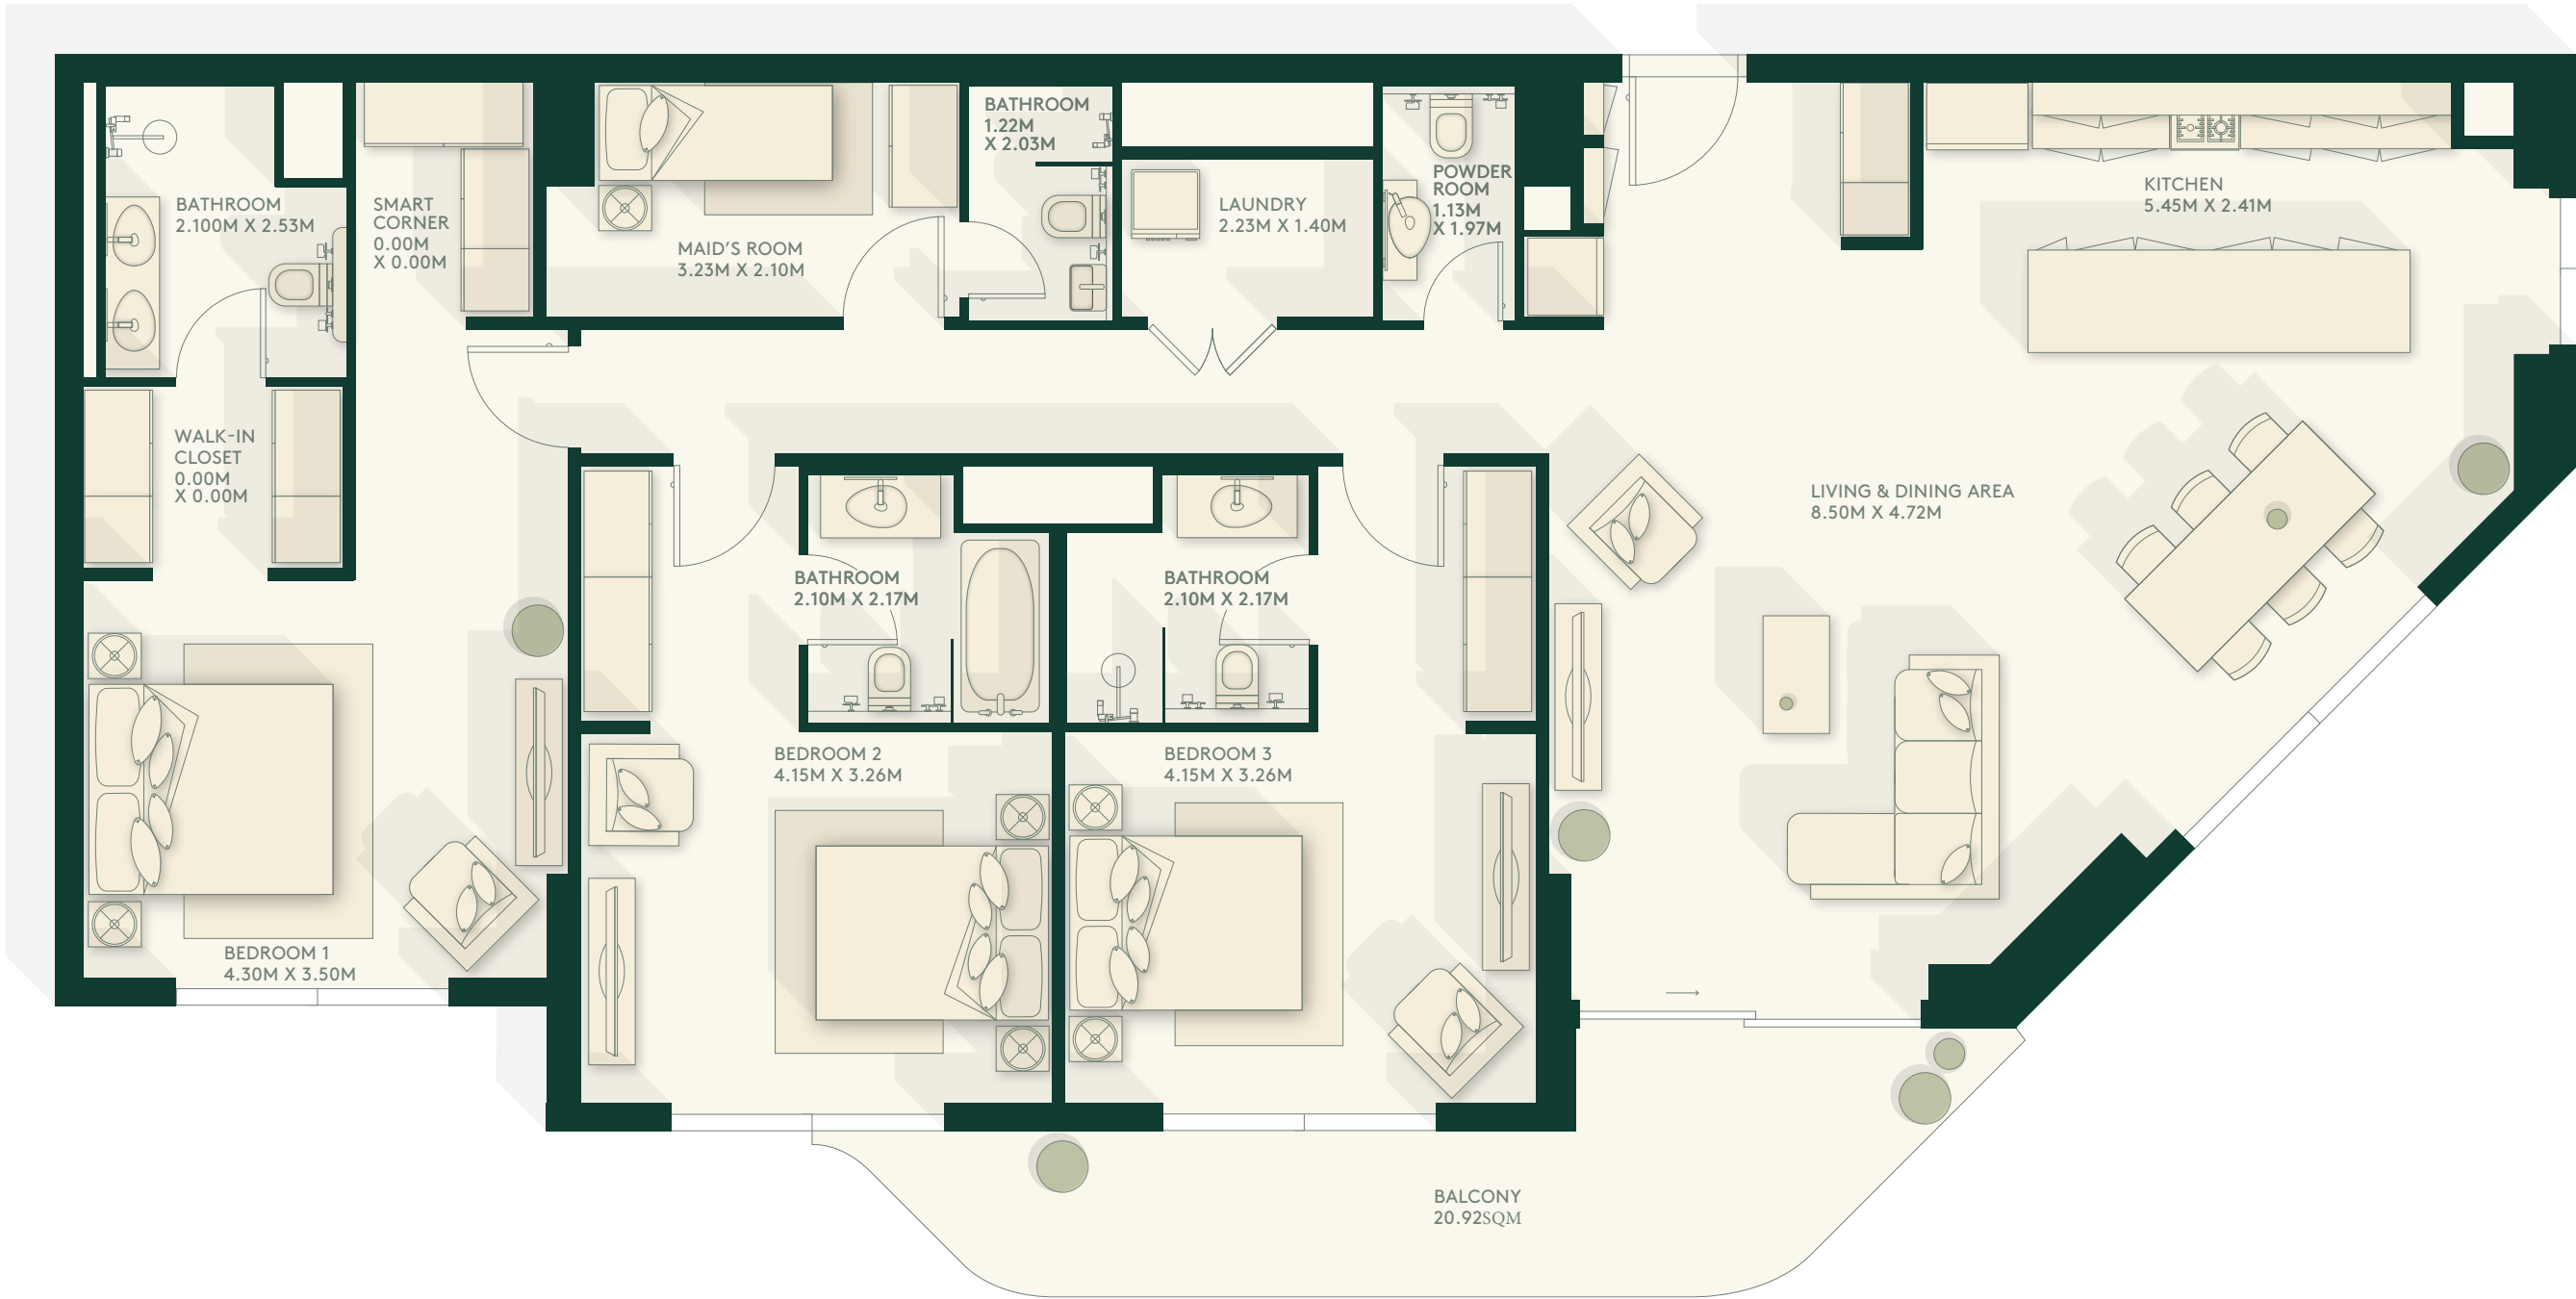 BATHROOM
2.100M X 2.53M
SMART
CORNER
0.00M
X 0.00M
MAID'S ROOM
3.23M X 2.10M
BATHROOM
1.22M
X 2.03M
LAUNDRY
2.23M X 1.40M
POWDER
ROOM
1.13M
X 1.97M
KITCHEN
5.45M X 2.41M
WALK-IN
CLOSET
0.00M
X 0.00M
LIVING & DINING AREA
8.50M X 4.72M
BATHROOM
2.10M X 2.17M
BATHROOM
2.10M X 2.17M
BEDROOM 2
4.15M X 3.26M
BEDROOM 3
4.15M X 3.26M
BEDROOM 1
4.30M X 3.50M
BALCONY
20.92SQM